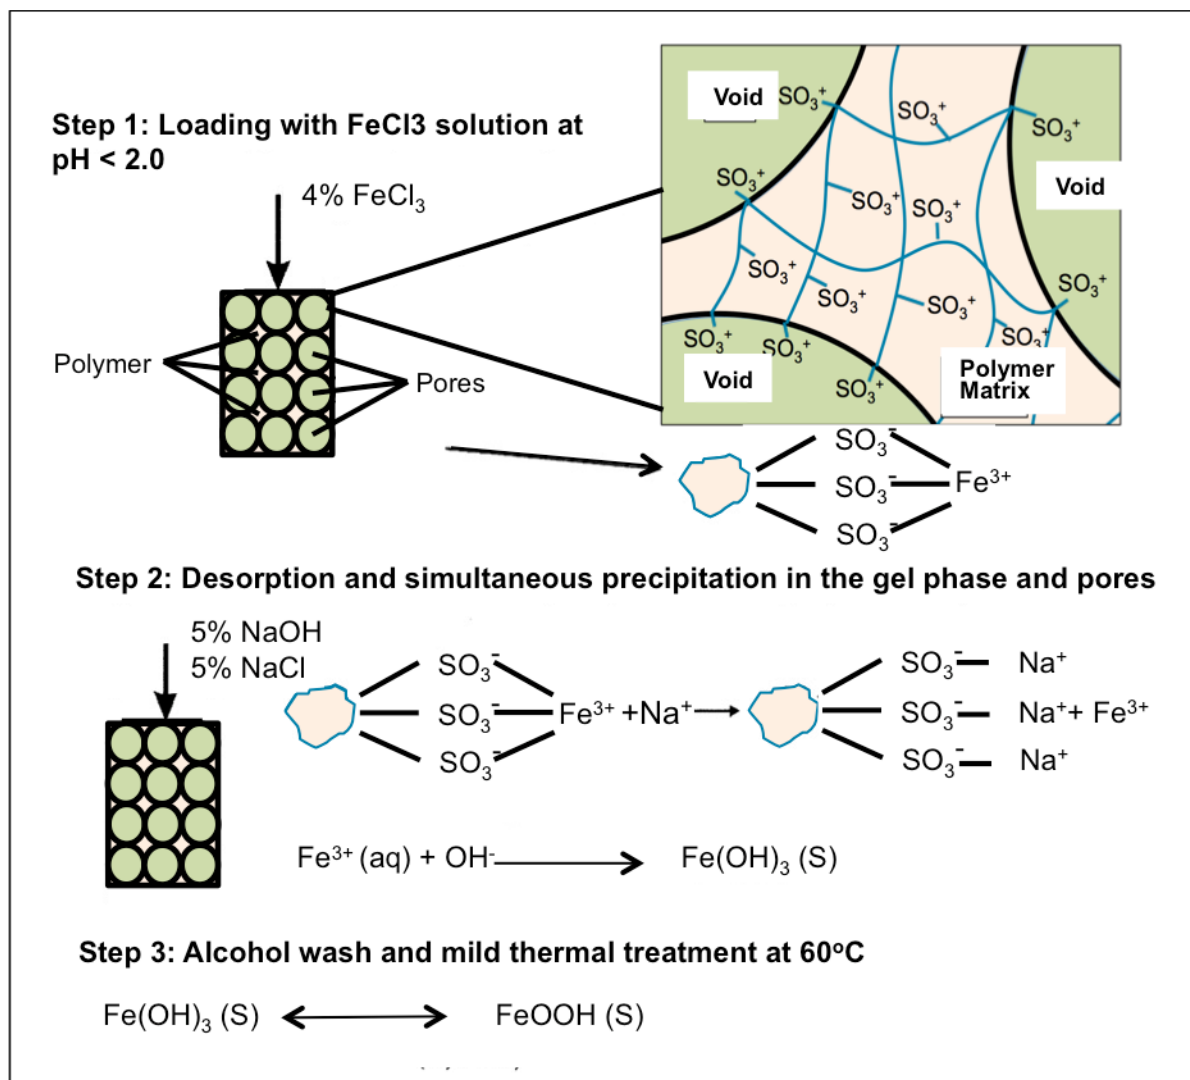 Step 1: Loading with FeCl3 solution at
pH < 2.0
4% FeCl₃
Polymer
Pores
Void
SO₃⁺
SO₃⁺
SO₃⁺
Void
SO₃⁺
SO₃⁺
SO₃⁺
SO₃⁺
SO₃⁺
SO₃⁺
SO₃⁺
SO₃⁺
SO₃⁺
SO₃⁺
SO₃⁺
Void
Polymer
Matrix
SO₃⁻
SO₃⁻
SO₃⁻
Fe³⁺
Step 2: Desorption and simultaneous precipitation in the gel phase and pores
5% NaOH
5% NaCl
SO₃⁻
SO₃⁻
SO₃⁻
Fe³⁺ +Na⁺
SO₃⁻ Na⁺
SO₃⁻ Na⁺+ Fe³⁺
SO₃⁻ Na⁺
Fe³⁺ (aq) + OH⁻ Fe(OH)₃ (S)
Step 3: Alcohol wash and mild thermal treatment at 60°C
Fe(OH)₃ (S) FeOOH (S)